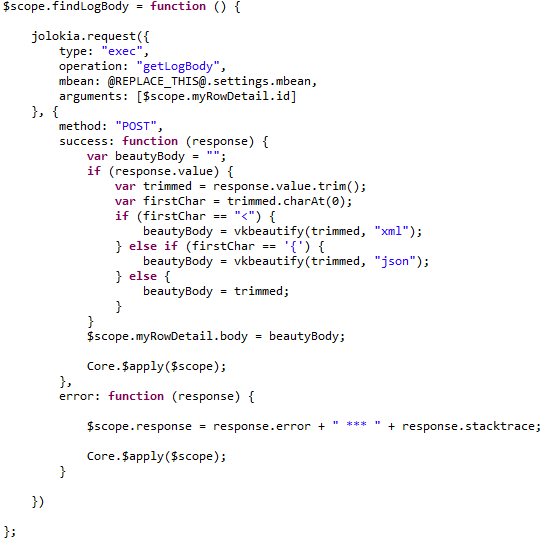 $scope.findLogBody = function () {
jolokia.request({
type: "exec",
operation: "getLogBody",
mbean: @REPLACE_THIS@.settings.mbean,
arguments: [$scope.myRowDetail.id]
}, {
method: "POST",
success: function (response) {
var beautyBody = "";
if (response.value) {
var trimmed = response.value.trim();
var firstChar = trimmed.charAt(0);
if (firstChar == "<") {
beautyBody = vkbeautify(trimmed, "xml");
} else if (firstChar == '{') {
beautyBody = vkbeautify(trimmed, "json");
} else {
beautyBody = trimmed;
}
}
$scope.myRowDetail.body = beautyBody;
Core.$apply($scope);
},
error: function (response) {
$scope.response = response.error + " *** " + response.stacktrace;
Core.$apply($scope);
}
})
};